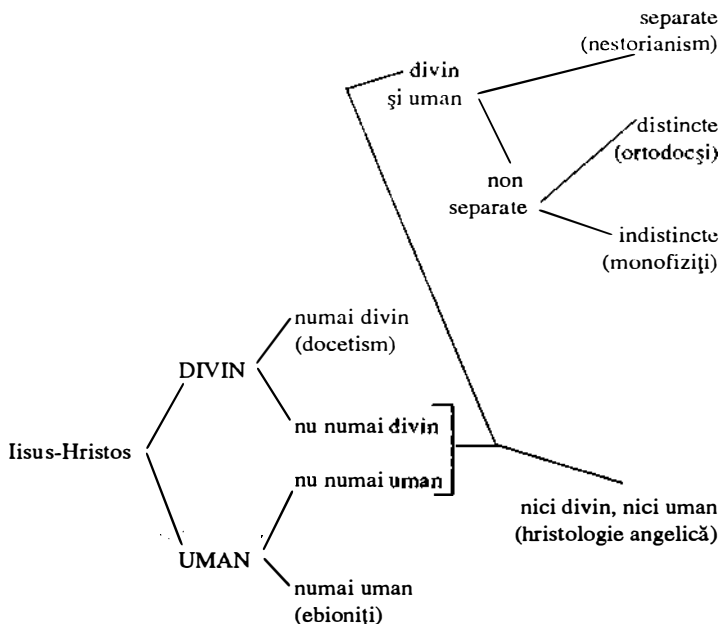 separate
(nestorianism)
divin
şi uman
distincte
(ortodocşi)
non
separate
indistincte
(monofiziţi)
numai divin
(docetism)
DIVIN
nu numai divin
Iisus-Hristos
nu numai uman
nici divin, nici uman
(hristologie angelică)
UMAN
numai uman
(ebioniţi)